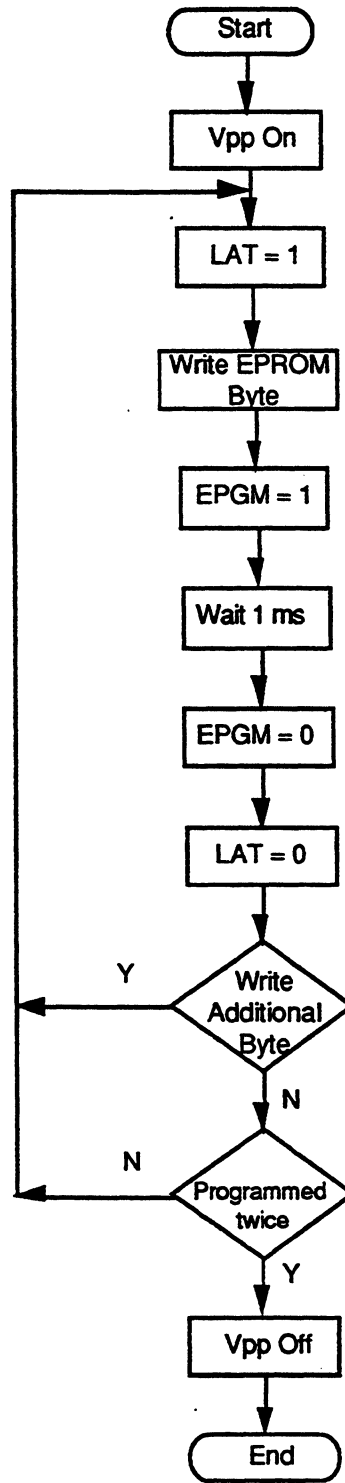 Start
Vpp On
LAT = 1
Write EPROM
Byte
EPGM = 1
Wait 1 ms
EPGM = 0
LAT = 0
Y
Write
Additional
Byte
N
N
Programmed
twice
Y
Vpp Off
End